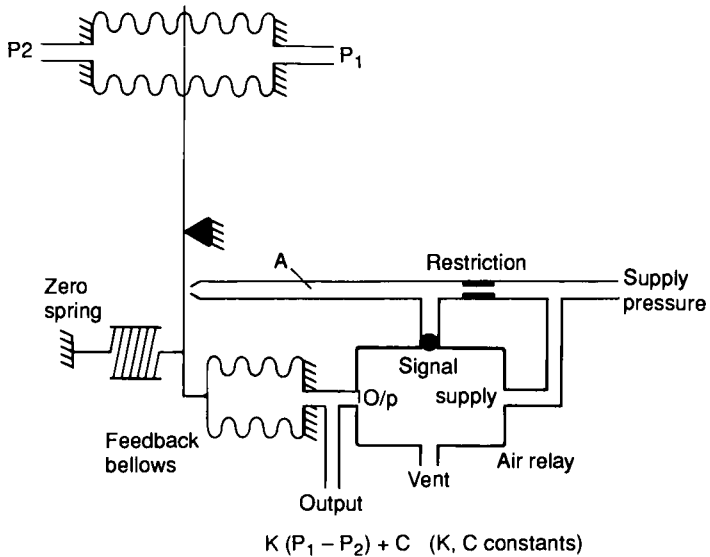 P2
P₁
A
Restriction
Supply
pressure
Zero
spring
Signal
O/p
supply
Feedback
bellows
Air relay
Vent
Output
K (P₁ – P₂) + C (K, C constants)